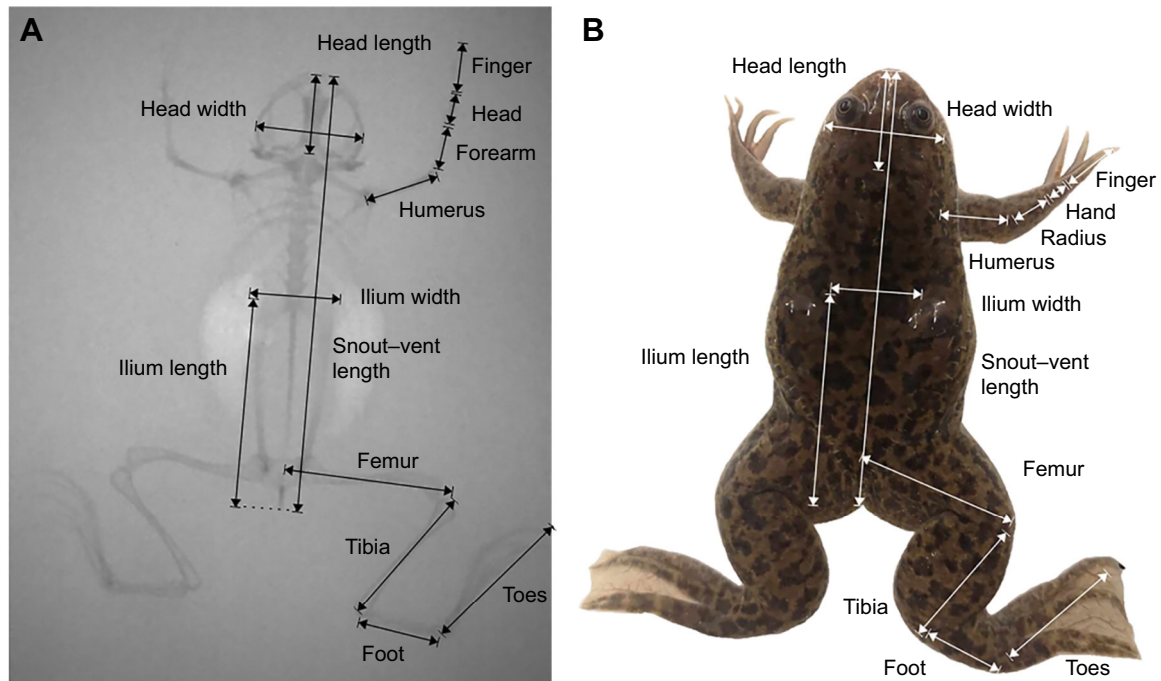 A
Head length
Finger
Head width
Head
Forearm
Humerus
Ilium width
Ilium length
Snout–vent
length
Femur
Tibia
Toes
Foot
B
Head length
Head width
Finger
Hand
Radius
Humerus
Ilium width
Ilium length
Snout–vent
length
Femur
Tibia
Foot
Toes